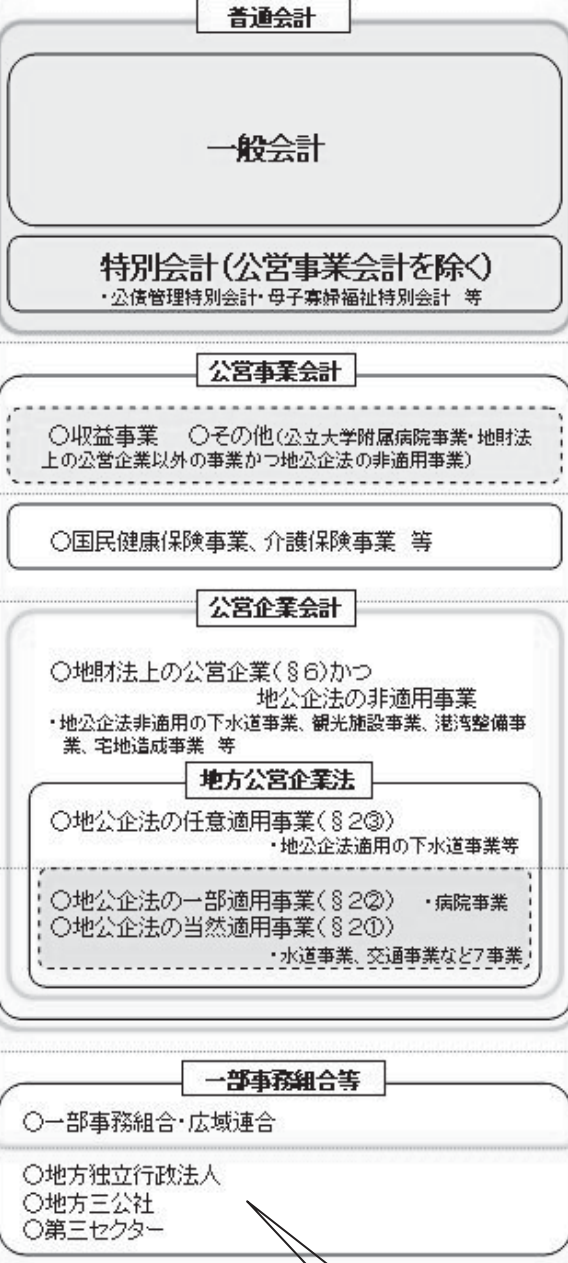 普通会計
一般会計
特別会計(公営事業会計を除く)
・公債管理特別会計・母子寡婦福祉特別会計 等
公営事業会計
○収益事業 ○その他(公立大学附属病院事業・地財法
上の公営企業以外の事業かつ地公企法の非適用事業)
○国民健康保険事業、介護保険事業 等
公営企業会計
○地財法上の公営企業(§6)かつ
地公企法の非適用事業
・地公企法非適用の下水道事業、観光施設事業、港湾整備事
業、宅地造成事業 等
地方公営企業法
○地公企法の任意適用事業(§2③)
・地公企法適用の下水道事業等
○地公企法の一部適用事業(§2②) ・病院事業
○地公企法の当然適用事業(§2①)
・水道事業、交通事業など7事業
一部事務組合等
○一部事務組合・広域連合
○地方独立行政法人
○地方三公社
○第三セクター